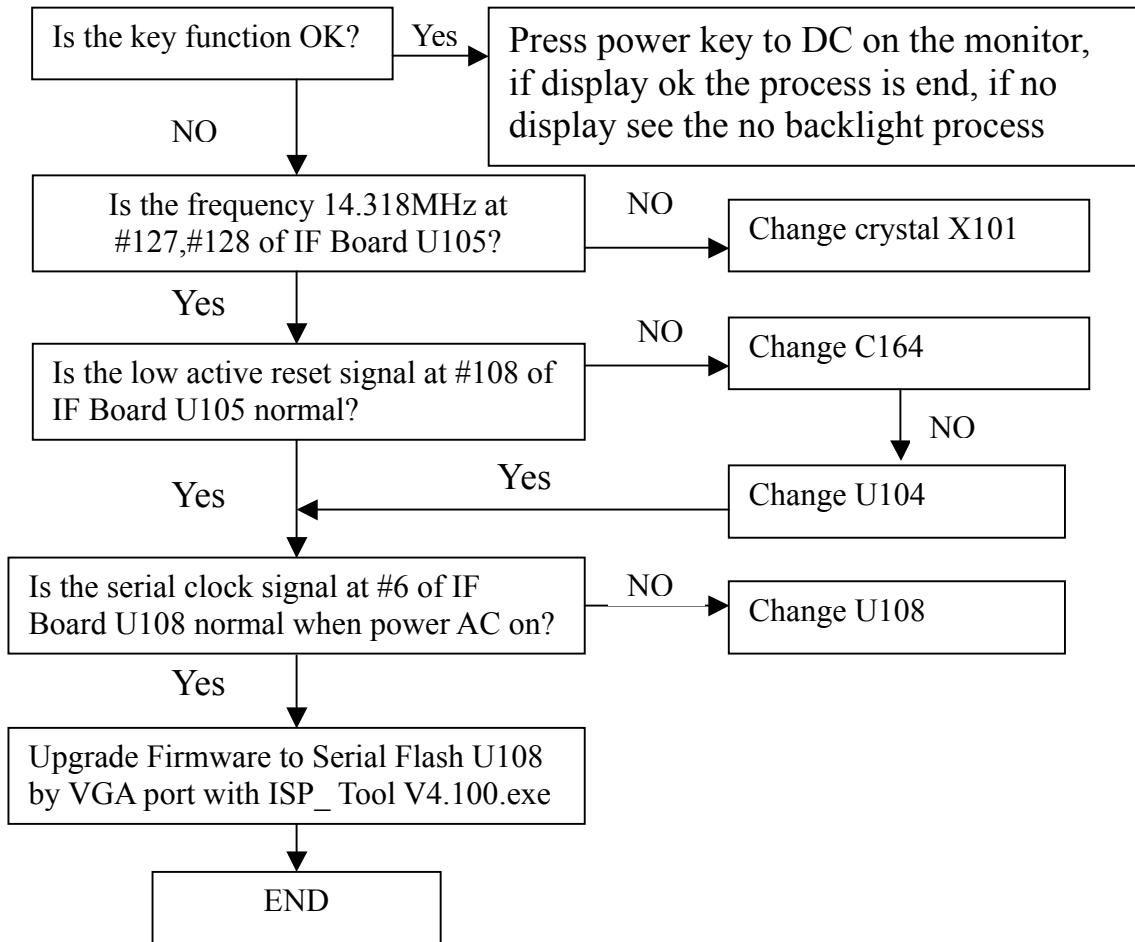 Is the key function OK?
Yes
Press power key to DC on the monitor,
if display ok the process is end, if no
display see the no backlight process
NO
Is the frequency 14.318MHz at
#127,#128 of IF Board U105?
NO
Change crystal X101
Yes
Is the low active reset signal at #108 of
IF Board U105 normal?
NO
Change C164
NO
Yes
Yes
Change U104
Is the serial clock signal at #6 of IF
Board U108 normal when power AC on?
NO
Change U108
Yes
Upgrade Firmware to Serial Flash U108
by VGA port with ISP_ Tool V4.100.exe
END